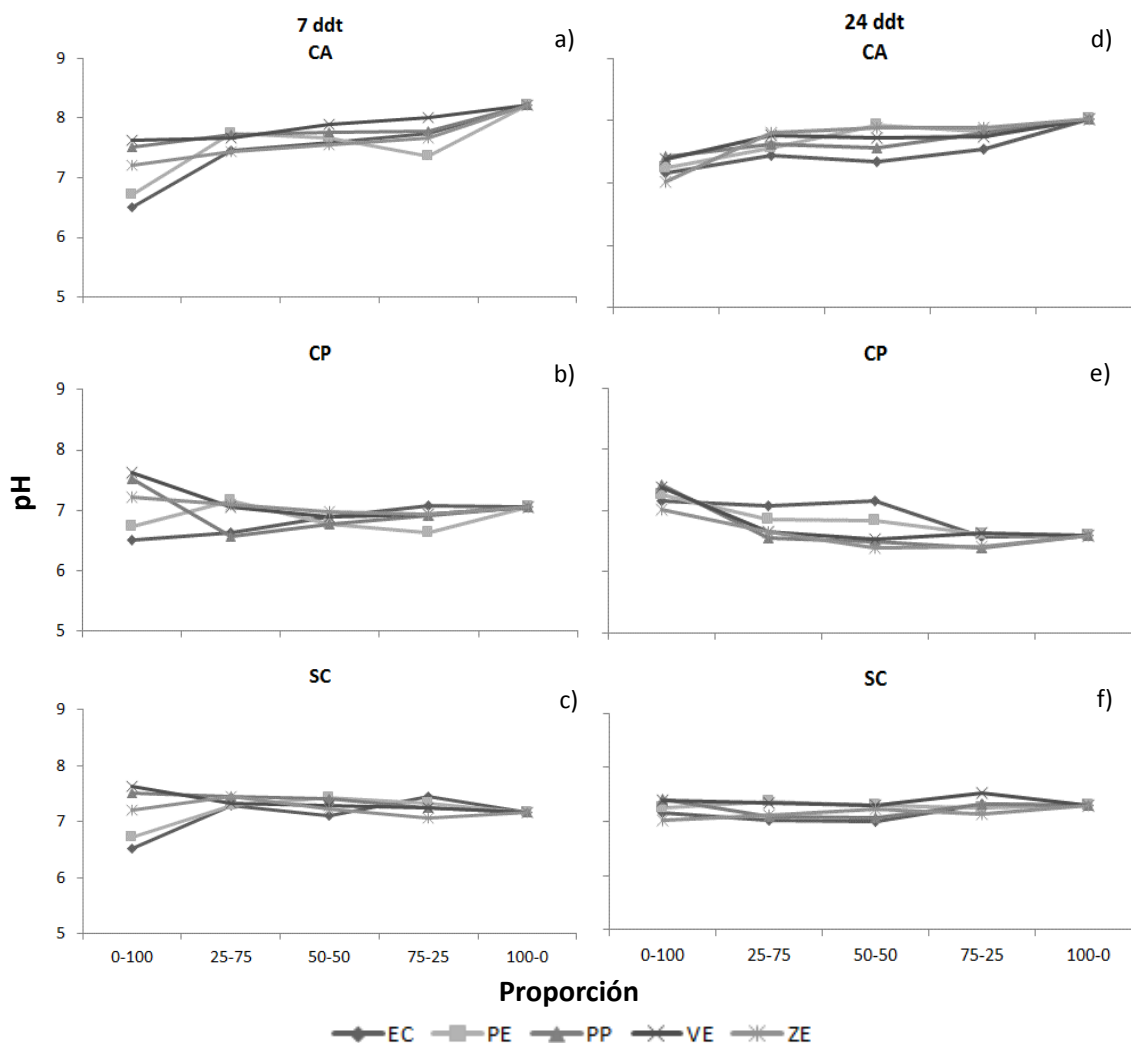 7 ddt
CA
a)
9
8
7
6
5
24 ddt
CA
d)
CP
b)
9
8
7
6
5
CP
e)
pH
SC
c)
9
8
7
6
5
0-100 25-75 50-50 75-25 100-0
SC
f)
0-100 25-75 50-50 75-25 100-0
Proporción
EC PE PP VE ZE